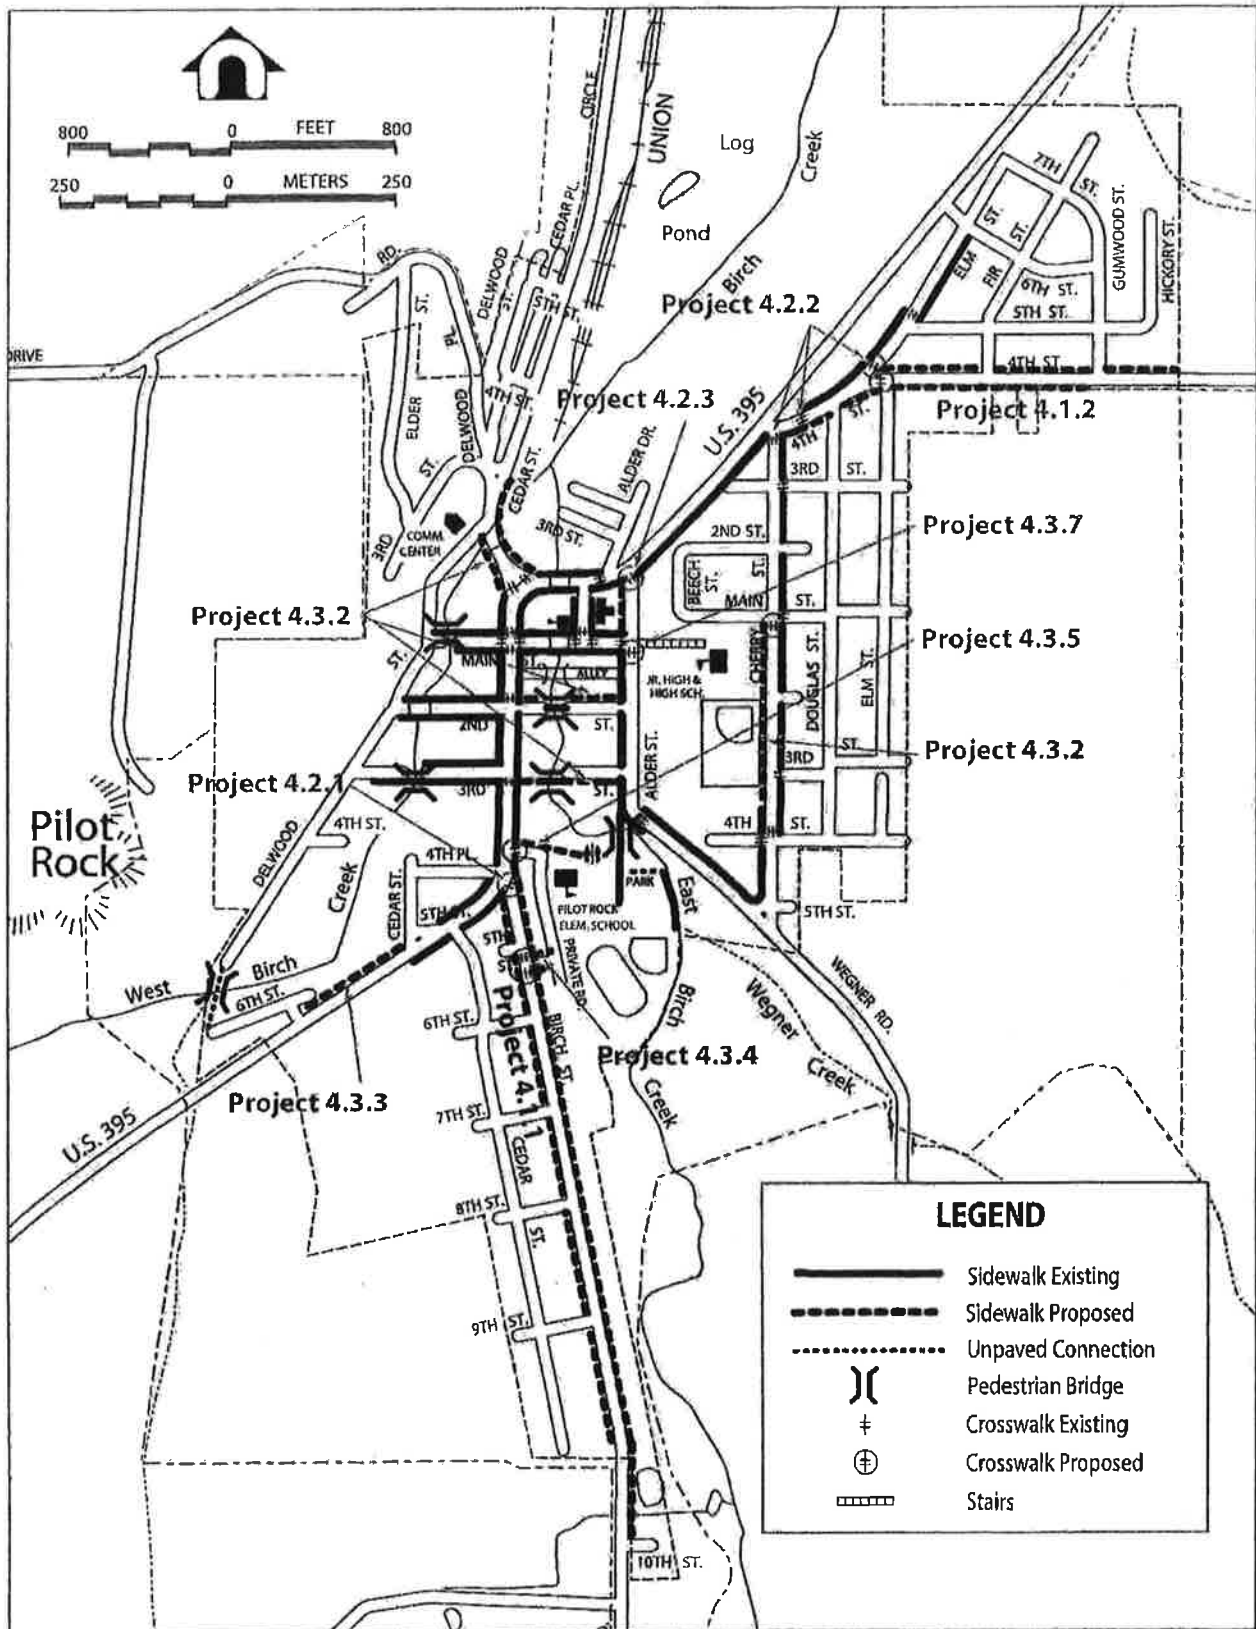 800 0 FEET 800
250 0 METERS 250
CIRCLE
UNION
Log
Pond
Creek
Birch
CEDAR PL.
DELWOOD
ST.
5TH ST.
4TH ST.
RD.
DRIVE
ST.
ELDER
PL.
DELWOOD
ST.
3RD
COMM.
CENTER
CEDAR ST.
Project 4.2.2
Project 4.2.3
U.S. 395
ALDER DR.
3RD ST.
7TH
ST.
ST.
ST.
ELM
FIR
6TH ST.
5TH ST.
4TH ST.
GUMWOOD ST.
HICKORY ST.
Project 4.1.2
4TH
ST.
3RD ST.
2ND ST.
BEECH
ST.
ST.
MAIN ST.
CHERRY
DOUGLAS ST.
ELM ST.
Project 4.3.7
Project 4.3.5
Project 4.3.2
Project 4.3.2
MAIN ST.
ALLEY
JR. HIGH &
HIGH SCH.
ST.
2ND ST.
ALDER ST.
3RD ST.
3RD ST.
4TH ST.
5TH ST.
Project 4.2.1
Pilot
Rock
DELWOOD
4TH ST.
Creek
4TH PL.
CEDAR ST.
5TH ST.
West
Birch
6TH ST.
PILOT ROCK
ELEM. SCHOOL
PARK
East
Birch
Creek
5TH
ST.
PRIVATE RD.
BIRCH ST.
Wegner
Creek
WEGNER RD.
Project 4.3.4
Project 4.1.1
Project 4.3.3
U.S. 395
6TH ST.
7TH ST.
CEDAR
ST.
8TH ST.
9TH ST.
10TH ST.
LEGEND
Sidewalk Existing
Sidewalk Proposed
Unpaved Connection
Pedestrian Bridge
Crosswalk Existing
Crosswalk Proposed
Stairs